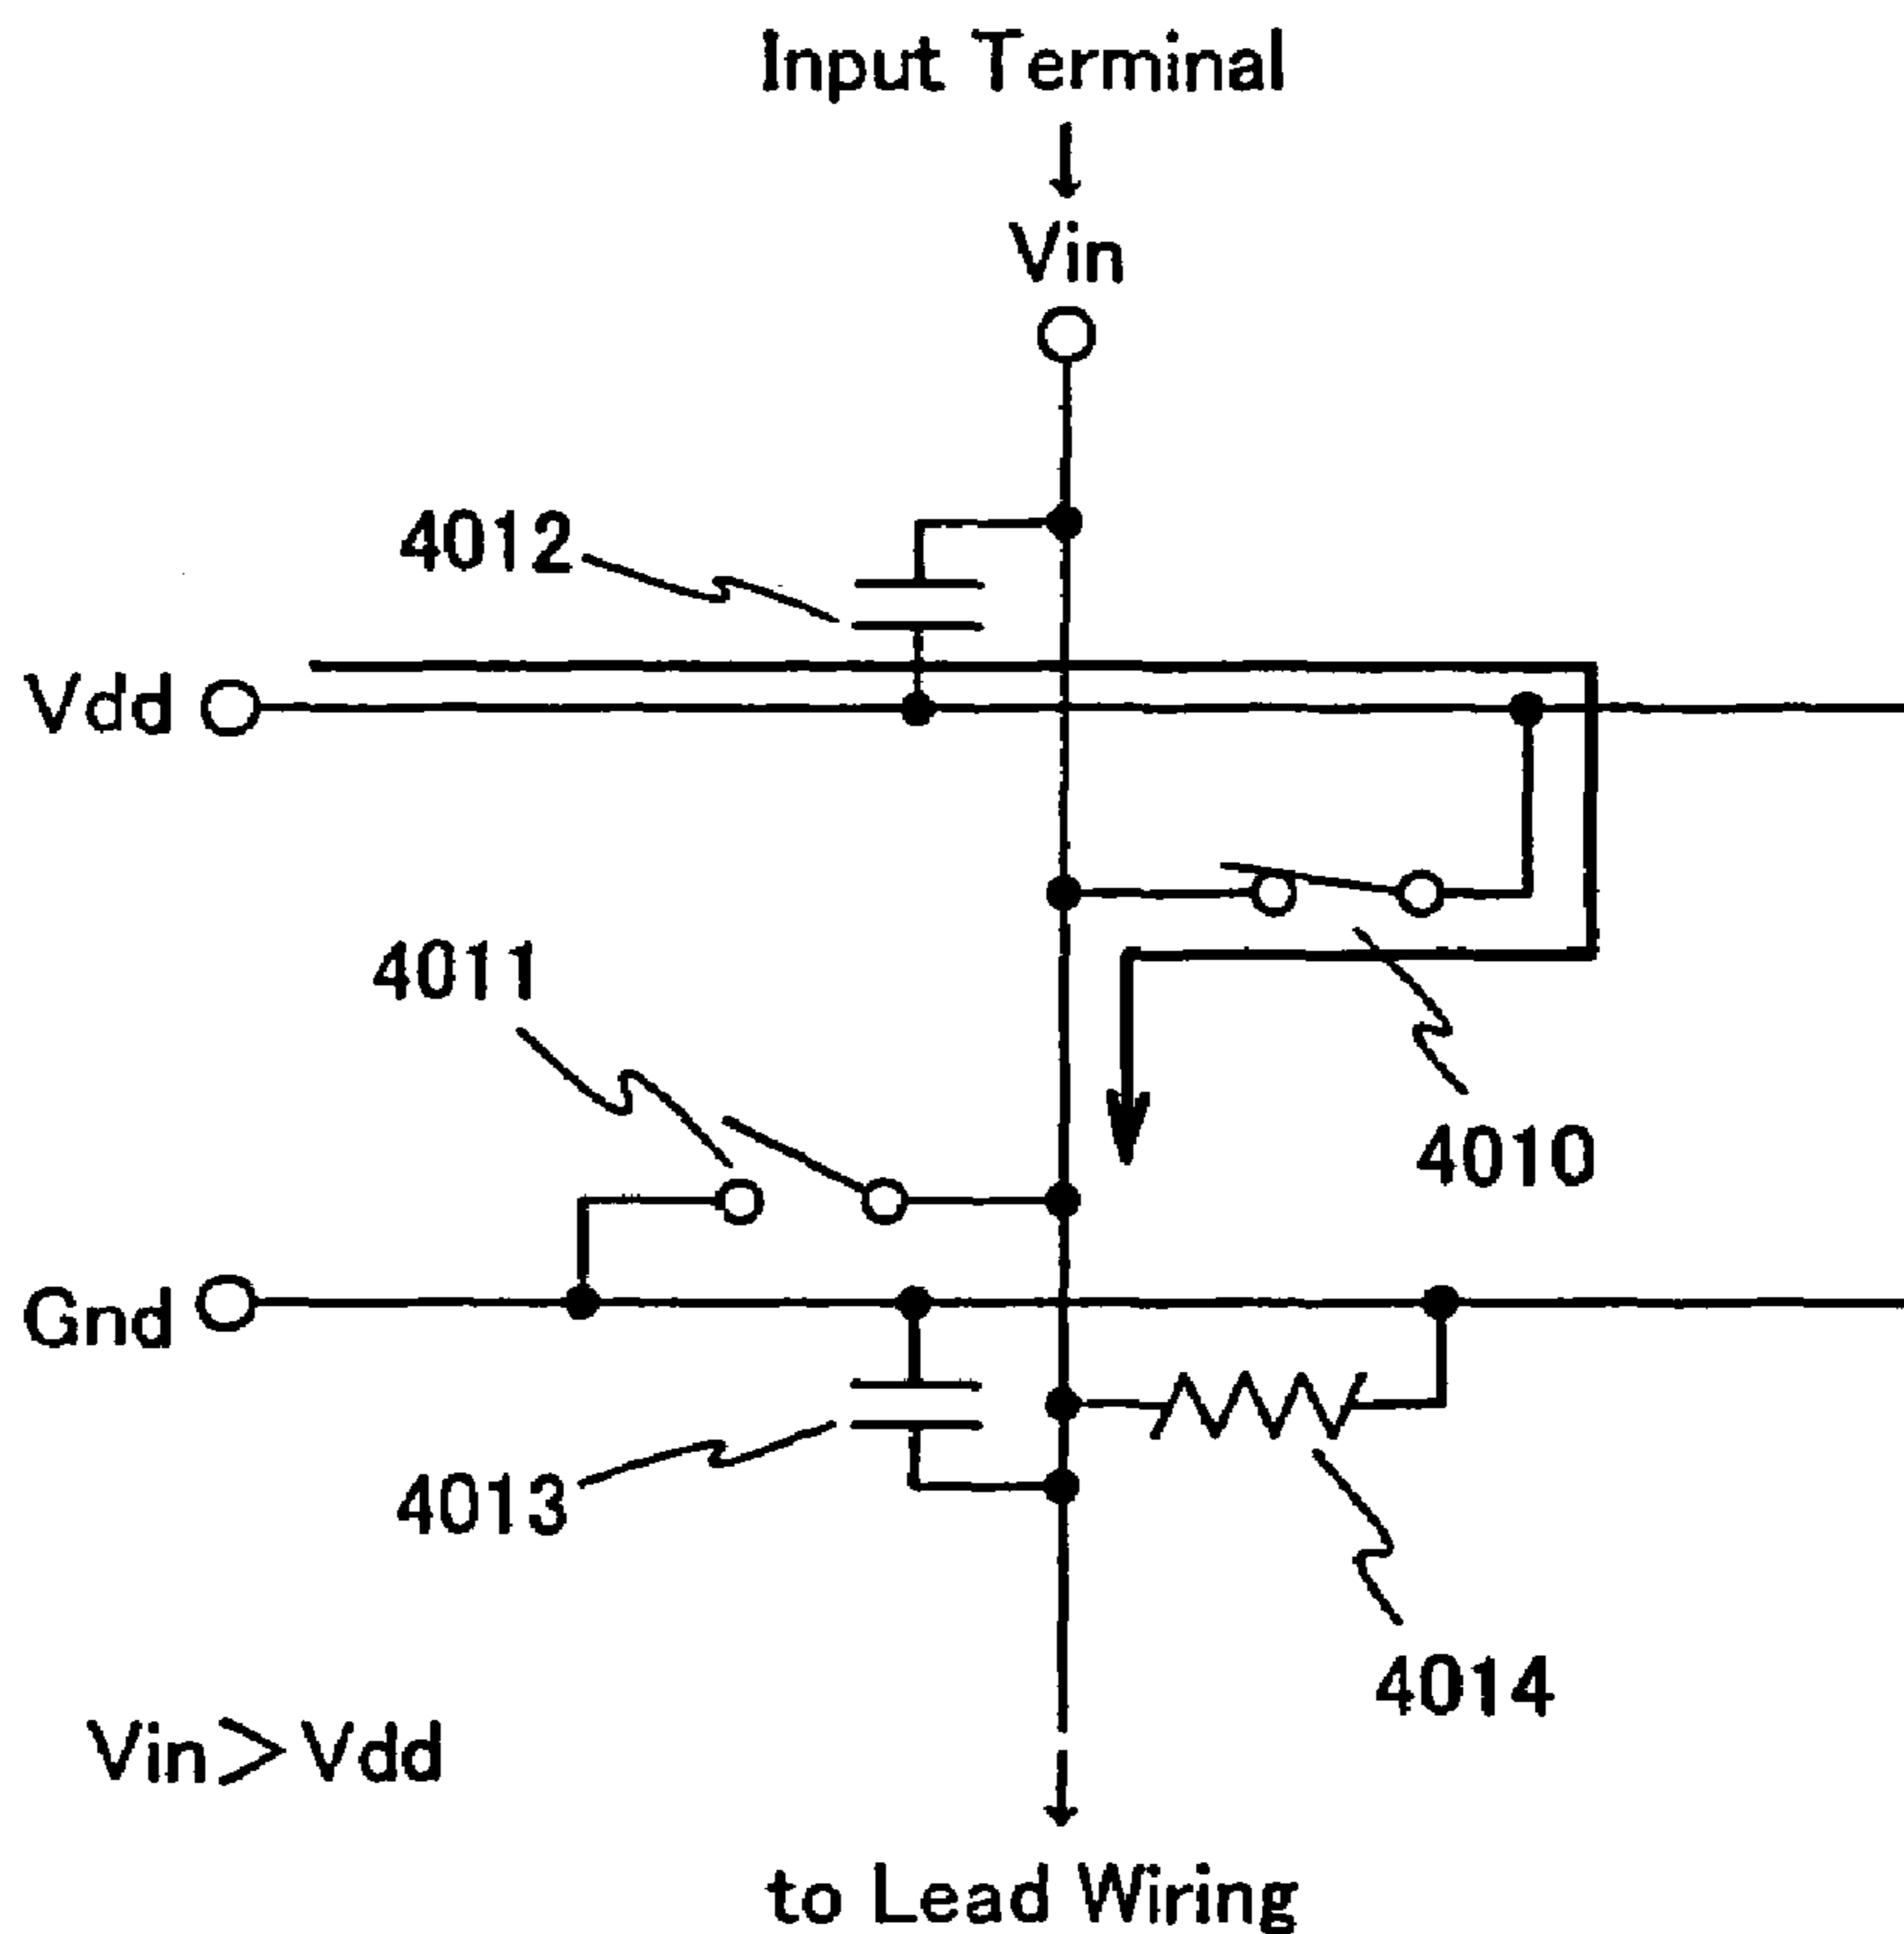 Input Terminal
Vin
4012
Vdd
4011
4010
Gnd
4013
4014
Vin>Vdd
to Lead Wiring